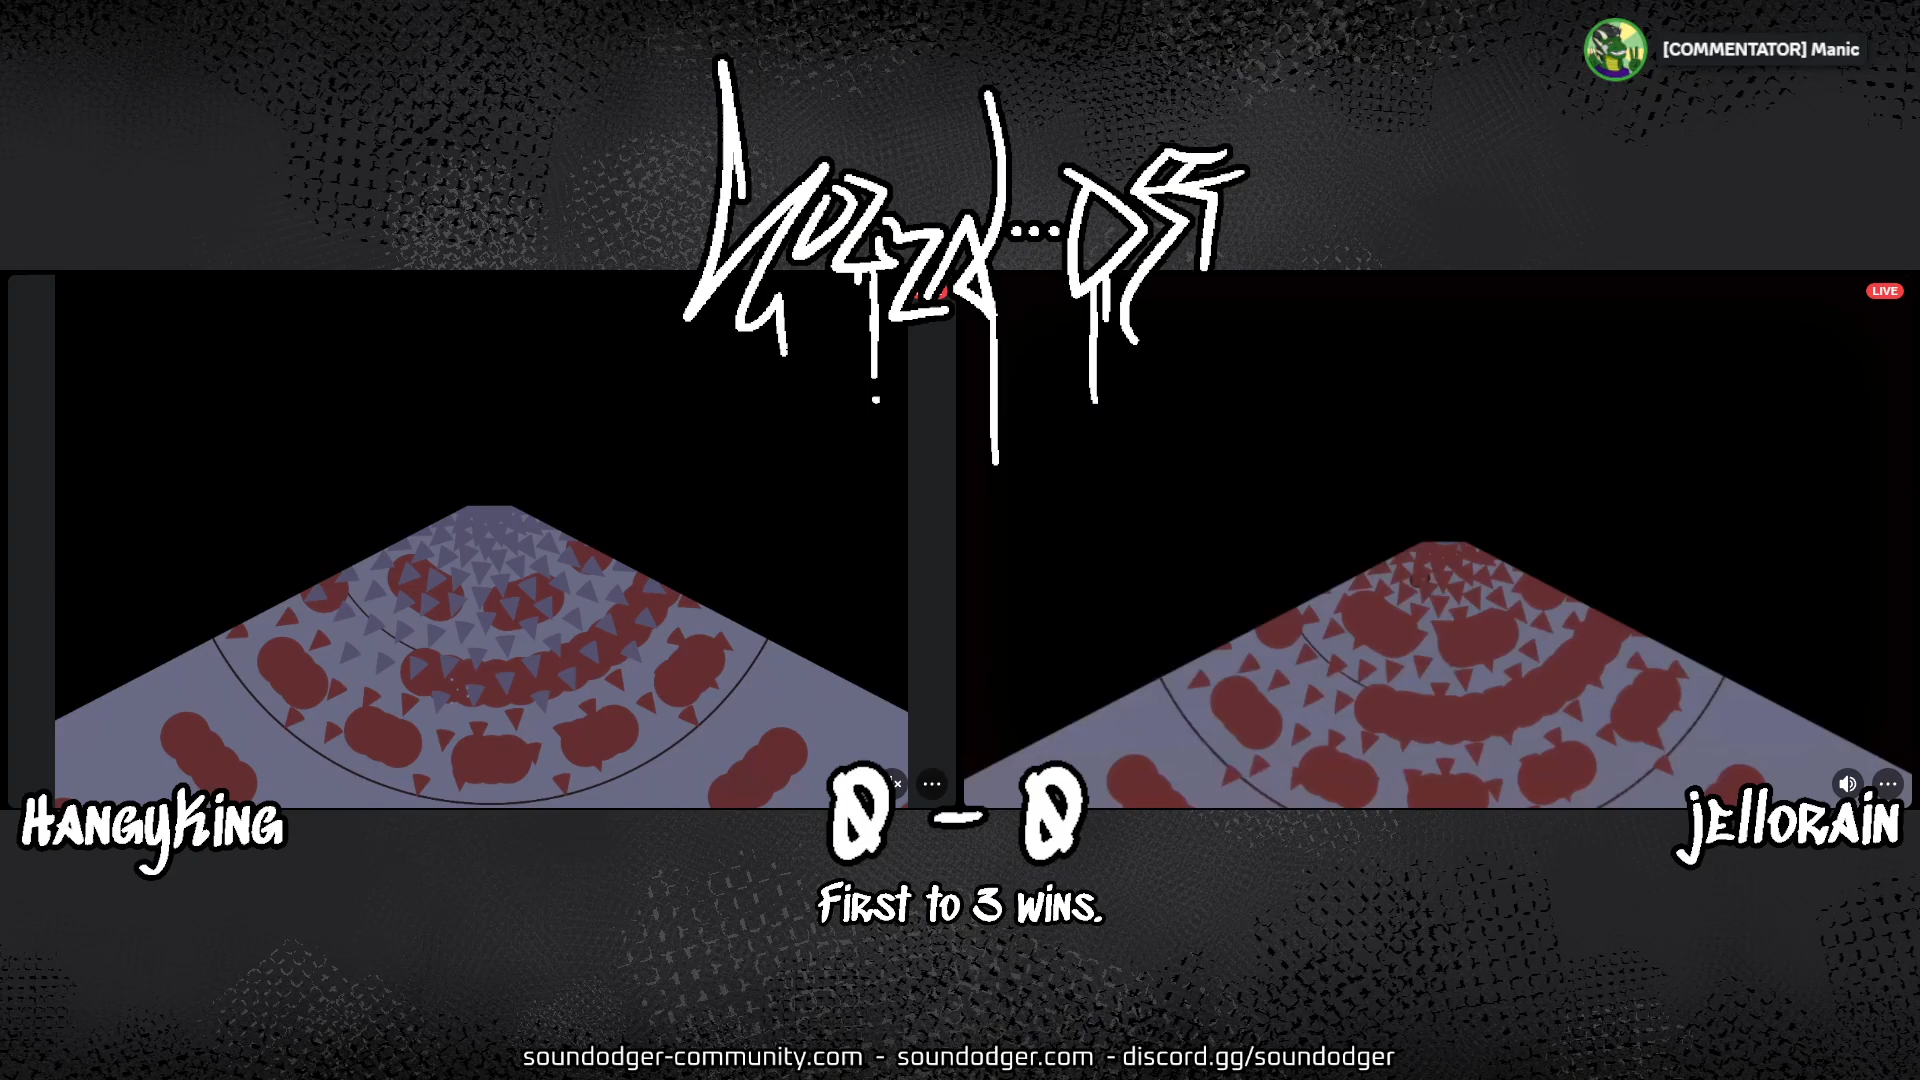 [COMMENTATOR] Manic
LIVE
HANGYKING
0 - 0
jEllORAiN
FiRST to 3 wiNS.
soundodger-community.com - soundodger.com - discord.gg/soundodger